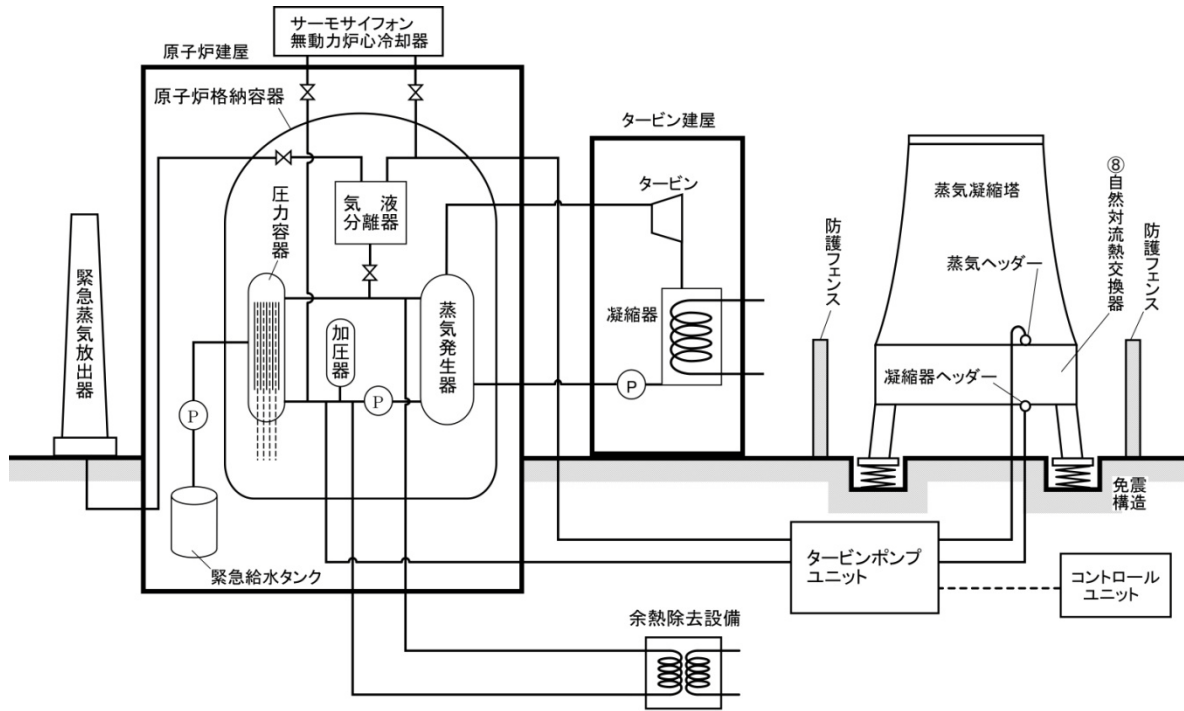 サーモサイフォン
無動力炉心冷却器
原子炉建屋
原子炉格納容器
タービン建屋
タービン
気　液
分離器
圧力容器
緊急蒸気放出器
加圧器
蒸気発生器
凝縮器
P
P
P
防護フェンス
蒸気凝縮塔
⑧自然対流熱交換器
防護フェンス
蒸気ヘッダー
凝縮器ヘッダー
免震
構造
緊急給水タンク
タービンポンプ
ユニット
コントロール
ユニット
余熱除去設備